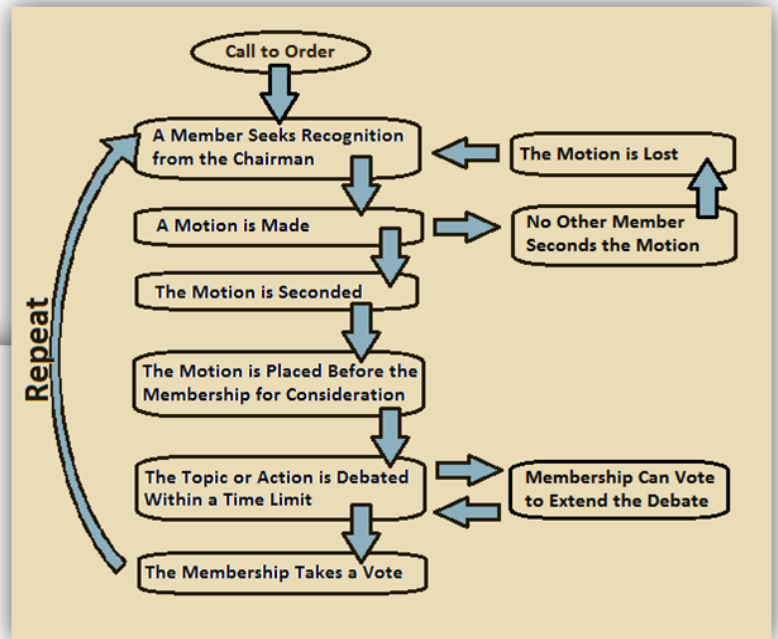 Call to Order
A Member Seeks Recognition
from the Chairman
The Motion is Lost
A Motion is Made
No Other Member
Seconds the Motion
The Motion is Seconded
Repeat
The Motion is Placed Before the
Membership for Consideration
The Topic or Action is Debated
Within a Time Limit
Membership Can Vote
to Extend the Debate
The Membership Takes a Vote